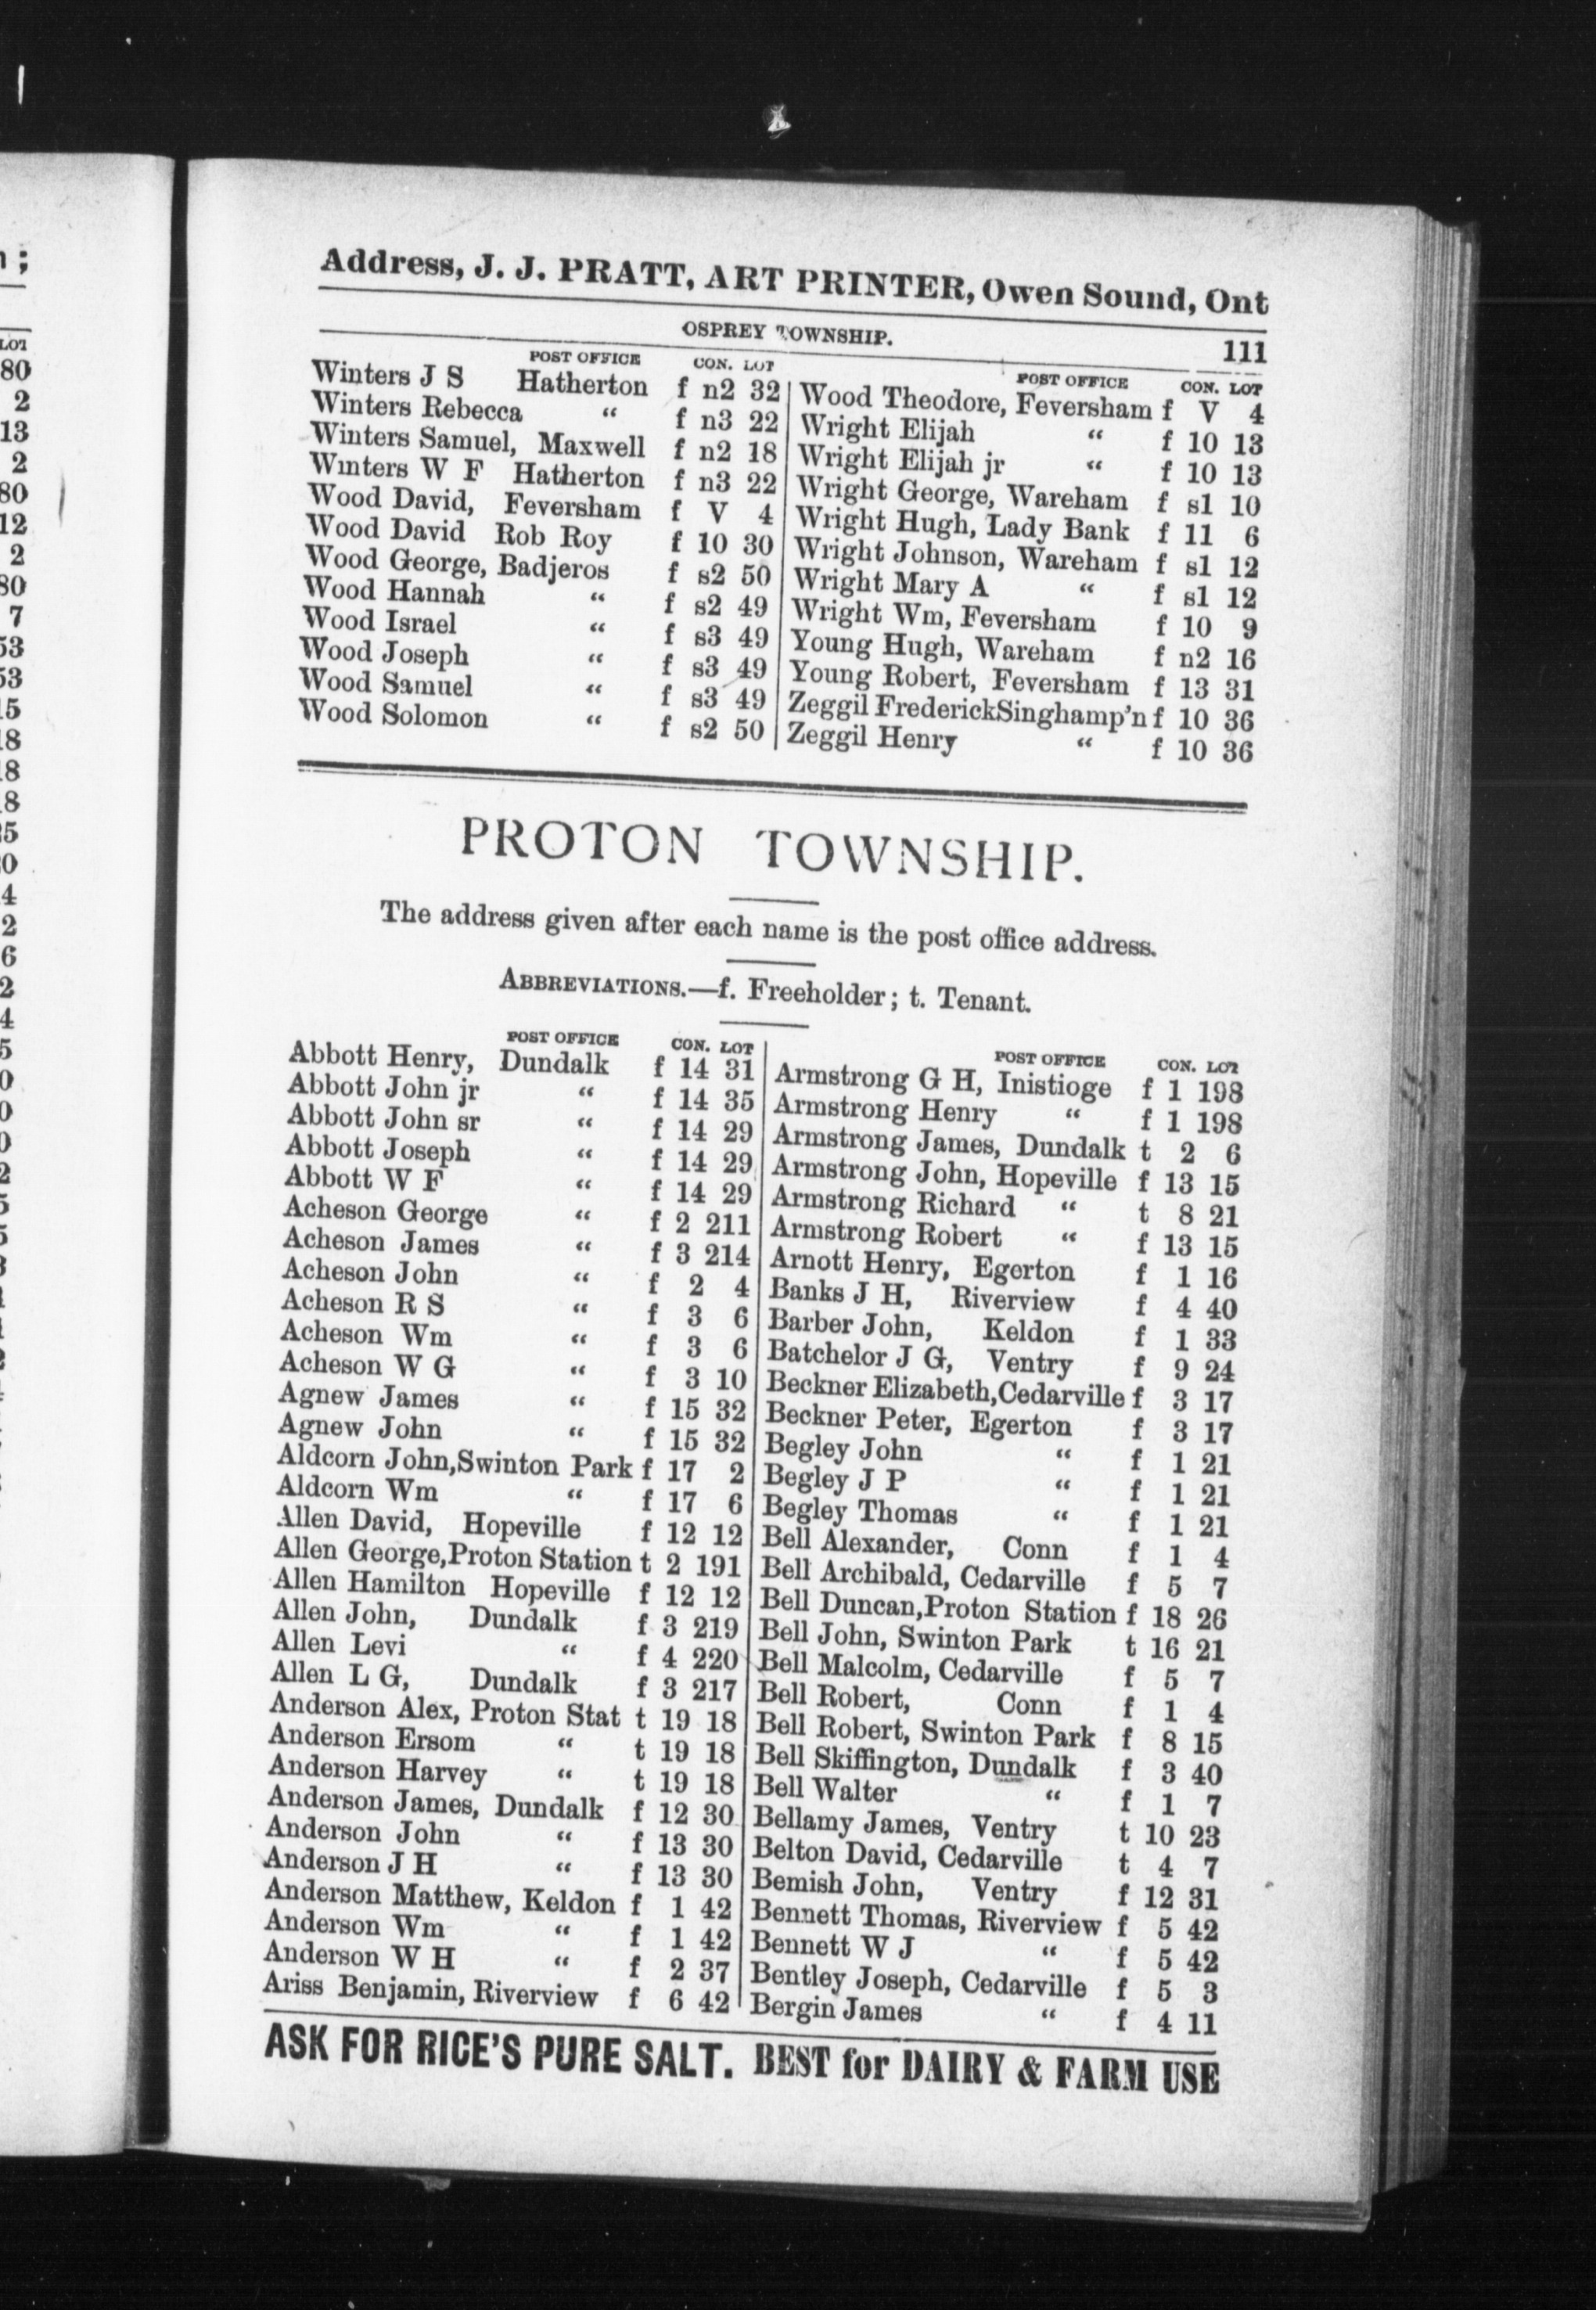 Address, J. J. PRATT, ART PRINTER, Owen Sound, Ont
OSPREY TOWNSHIP. 111
POST OFFICE CON. LOT
Winters J S Hatherton f n2 32
Winters Rebecca “ f n3 22
Winters Samuel, Maxwell f n2 18
Winters W F Hatherton f n3 22
Wood David, Feversham f V 4
Wood David Rob Roy f 10 30
Wood George, Badjeros f s2 50
Wood Hannah “ f s2 49
Wood Israel “ f s3 49
Wood Joseph “ f s3 49
Wood Samuel “ f s3 49
Wood Solomon “ f s2 50
POST OFFICE CON. LOT
Wood Theodore, Feversham f V 4
Wright Elijah “ f 10 13
Wright Elijah jr “ f 10 13
Wright George, Wareham f s1 10
Wright Hugh, Lady Bank f 11 6
Wright Johnson, Wareham f s1 12
Wright Mary A “ f s1 12
Wright Wm, Feversham f 10 9
Young Hugh, Wareham f n2 16
Young Robert, Feversham f 13 31
Zeggil FrederickSinghamp’n f 10 36
Zeggil Henry “ f 10 36
PROTON TOWNSHIP.
The address given after each name is the post office address.
ABBREVIATIONS.—f. Freeholder; t. Tenant.
POST OFFICE CON. LOT
Abbott Henry, Dundalk f 14 31
Abbott John jr “ f 14 35
Abbott John sr “ f 14 29
Abbott Joseph “ f 14 29
Abbott W F “ f 14 29
Acheson George “ f 2 211
Acheson James “ f 3 214
Acheson John “ f 2 4
Acheson R S “ f 3 6
Acheson Wm “ f 3 6
Acheson W G “ f 3 10
Agnew James “ f 15 32
Agnew John “ f 15 32
Aldcorn John,Swinton Park f 17 2
Aldcorn Wm “ f 17 6
Allen David, Hopeville f 12 12
Allen George,Proton Station t 2 191
Allen Hamilton Hopeville f 12 12
Allen John, Dundalk f 3 219
Allen Levi “ f 4 220
Allen L G, Dundalk f 3 217
Anderson Alex, Proton Stat t 19 18
Anderson Ersom “ t 19 18
Anderson Harvey “ t 19 18
Anderson James, Dundalk f 12 30
Anderson John “ f 13 30
Anderson J H “ f 13 30
Anderson Matthew, Keldon f 1 42
Anderson Wm “ f 1 42
Anderson W H “ f 2 37
Ariss Benjamin, Riverview f 6 42
POST OFFICE CON. LOT
Armstrong G H, Inistioge f 1 198
Armstrong Henry “ f 1 198
Armstrong James, Dundalk t 2 6
Armstrong John, Hopeville f 13 15
Armstrong Richard “ t 8 21
Armstrong Robert “ f 13 15
Arnott Henry, Egerton f 1 16
Banks J H, Riverview f 4 40
Barber John, Keldon f 1 33
Batchelor J G, Ventry f 9 24
Beckner Elizabeth,Cedarville f 3 17
Beckner Peter, Egerton f 3 17
Begley John “ f 1 21
Begley J P “ f 1 21
Begley Thomas “ f 1 21
Bell Alexander, Conn f 1 4
Bell Archibald, Cedarville f 5 7
Bell Duncan,Proton Station f 18 26
Bell John, Swinton Park t 16 21
Bell Malcolm, Cedarville f 5 7
Bell Robert, Conn f 1 4
Bell Robert, Swinton Park f 8 15
Bell Skiffington, Dundalk f 3 40
Bell Walter “ f 1 7
Bellamy James, Ventry t 10 23
Belton David, Cedarville t 4 7
Bemish John, Ventry f 12 31
Bennett Thomas, Riverview f 5 42
Bennett W J “ f 5 42
Bentley Joseph, Cedarville f 5 3
Bergin James “ f 4 11
ASK FOR RICE’S PURE SALT. BEST for DAIRY & FARM USE